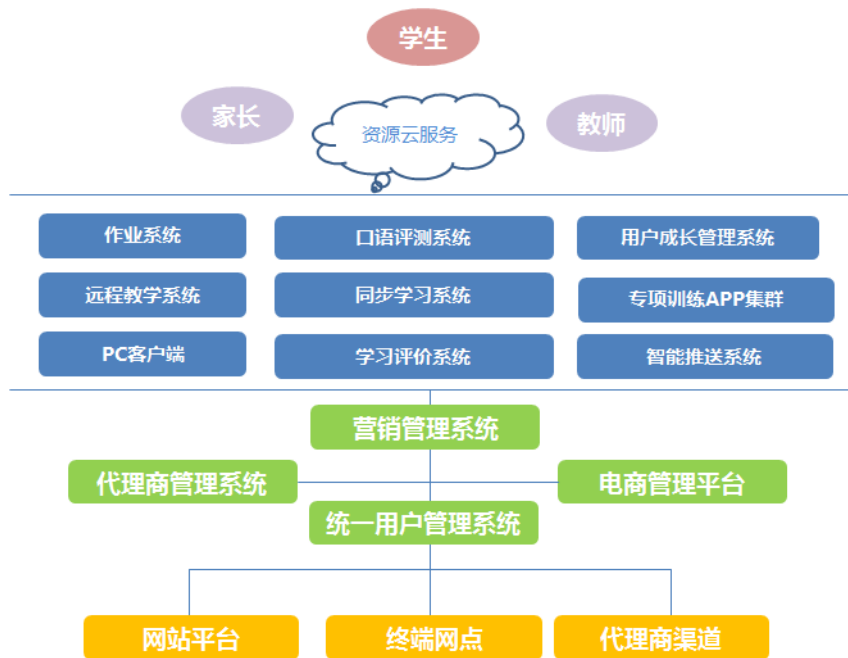 学生
家长
资源云服务
教师
作业系统
口语评测系统
用户成长管理系统
远程教学系统
同步学习系统
专项训练APP集群
PC客户端
学习评价系统
智能推送系统
营销管理系统
代理商管理系统
电商管理平台
统一用户管理系统
网站平台
终端网点
代理商渠道